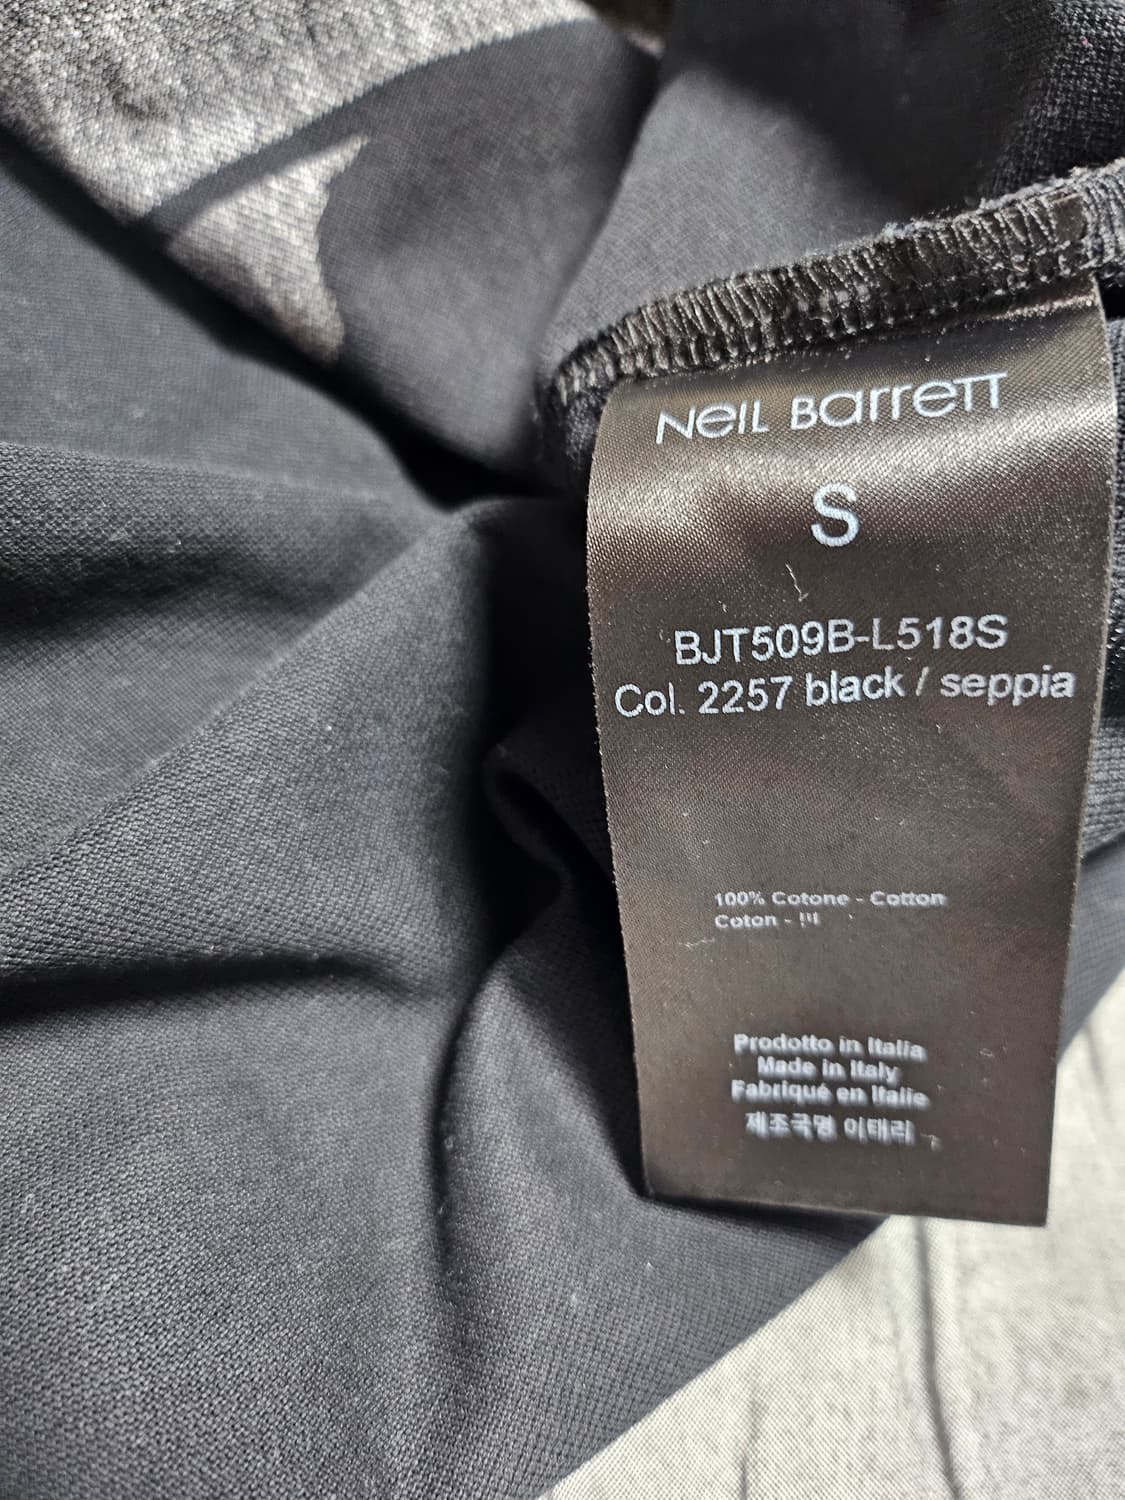 Neil Barrett
S
BJT509B-L518S
Col. 2257 black / seppia
100% Cotone - Cotton
Coton -
Prodotto in Italia
Made in Italy
Fabriqué en Italie
제조국명 이태리